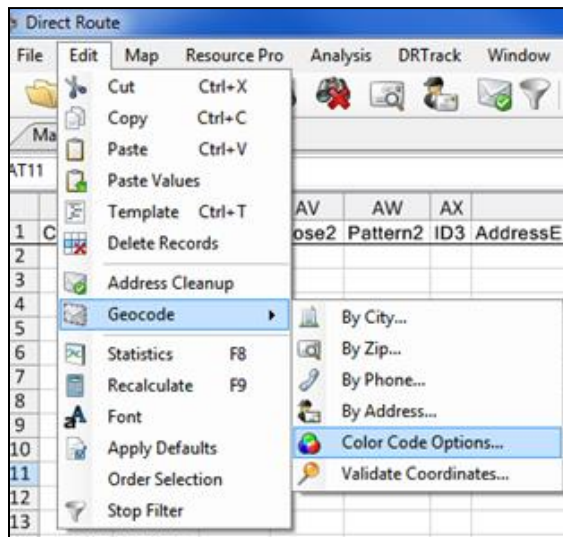 Direct Route
File Edit Map Resource Pro Analysis DRTrack Window
Cut Ctrl+X
Copy Ctrl+C
Paste Ctrl+V
Paste Values
Template Ctrl+T
Delete Records
Address Cleanup
Geocode
Statistics F8
Recalculate F9
Font
Apply Defaults
Order Selection
Stop Filter
By City...
By Zip...
By Phone...
By Address...
Color Code Options...
Validate Coordinates...
Ma
AT11
AV AW AX
1 C ose2 Pattern2 ID3 AddressE
2
3
4
5
6
7
8
9
10
11
12
13